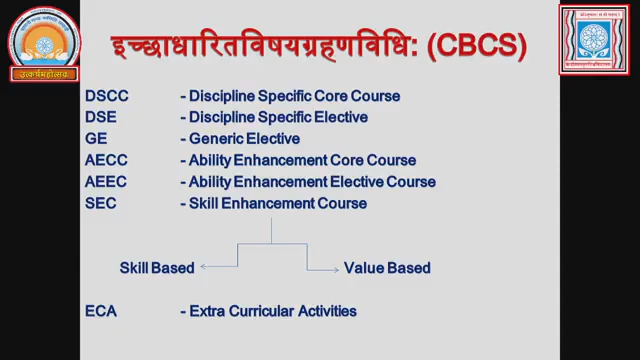 इच्छाधारितविषयग्रहणविधि: (CBCS)
DSCC - Discipline Specific Core Course
DSE - Discipline Specific Elective
GE - Generic Elective
AECC - Ability Enhancement Core Course
AEEC - Ability Enhancement Elective Course
SEC - Skill Enhancement Course
Skill Based Value Based
ECA - Extra Curricular Activities
उत्कर्षमहोत्सवः